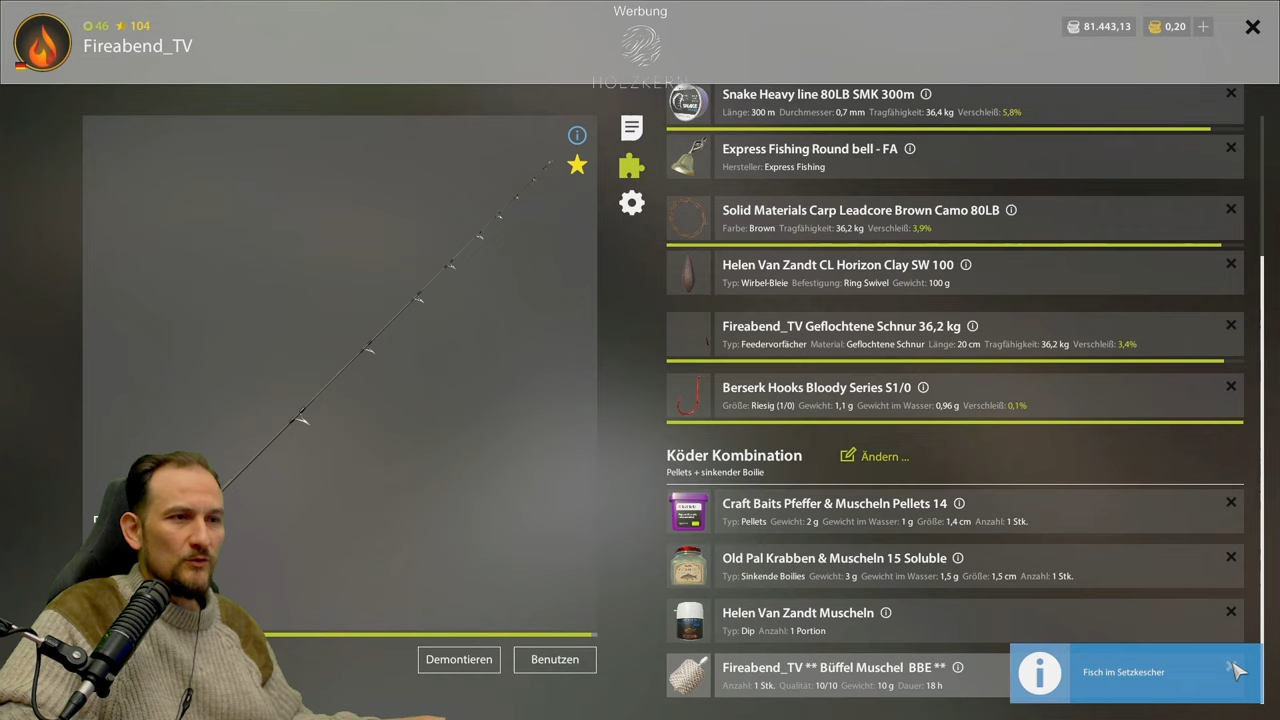 46 104
Fireabend_TV
Werbung
HOLZKERN
81.443,13
0,20
Snake Heavy line 80LB SMK 300m
Länge: 300 m Durchmesser: 0,7 mm Tragfähigkeit: 36,4 kg Verschleiß: 5,8%
Express Fishing Round bell - FA
Hersteller: Express Fishing
Solid Materials Carp Leadcore Brown Camo 80LB
Farbe: Brown Tragfähigkeit: 36,2 kg Verschleiß: 3,9%
Helen Van Zandt CL Horizon Clay SW 100
Typ: Wirbel-Bleie Befestigung: Ring Swivel Gewicht: 100 g
Fireabend_TV Geflochtene Schnur 36,2 kg
Typ: Feedervorfächer Material: Geflochtene Schnur Länge: 20 cm Tragfähigkeit: 36,2 kg Verschleiß: 3,4%
Berserk Hooks Bloody Series S1/0
Größe: Riesig (1/0) Gewicht: 1,1 g Gewicht im Wasser: 0,96 g Verschleiß: 0,1%
Köder Kombination
Ändern ...
Pellets + sinkender Boilie
Craft Baits Pfeffer & Muscheln Pellets 14
Typ: Pellets Gewicht: 2 g Gewicht im Wasser: 1 g Größe: 1,4 cm Anzahl: 1 Stk.
Old Pal Krabben & Muscheln 15 Soluble
Typ: Sinkende Boilies Gewicht: 3 g Gewicht im Wasser: 1,5 g Größe: 1,5 cm Anzahl: 1 Stk.
Helen Van Zandt Muscheln
Typ: Dip Anzahl: 1 Portion
Fireabend_TV ** Büffel Muschel BBE **
Anzahl: 1 Stk. Qualität: 10/10 Gewicht: 10 g Dauer: 18 h
Fisch im Setzkescher
Demontieren
Benutzen